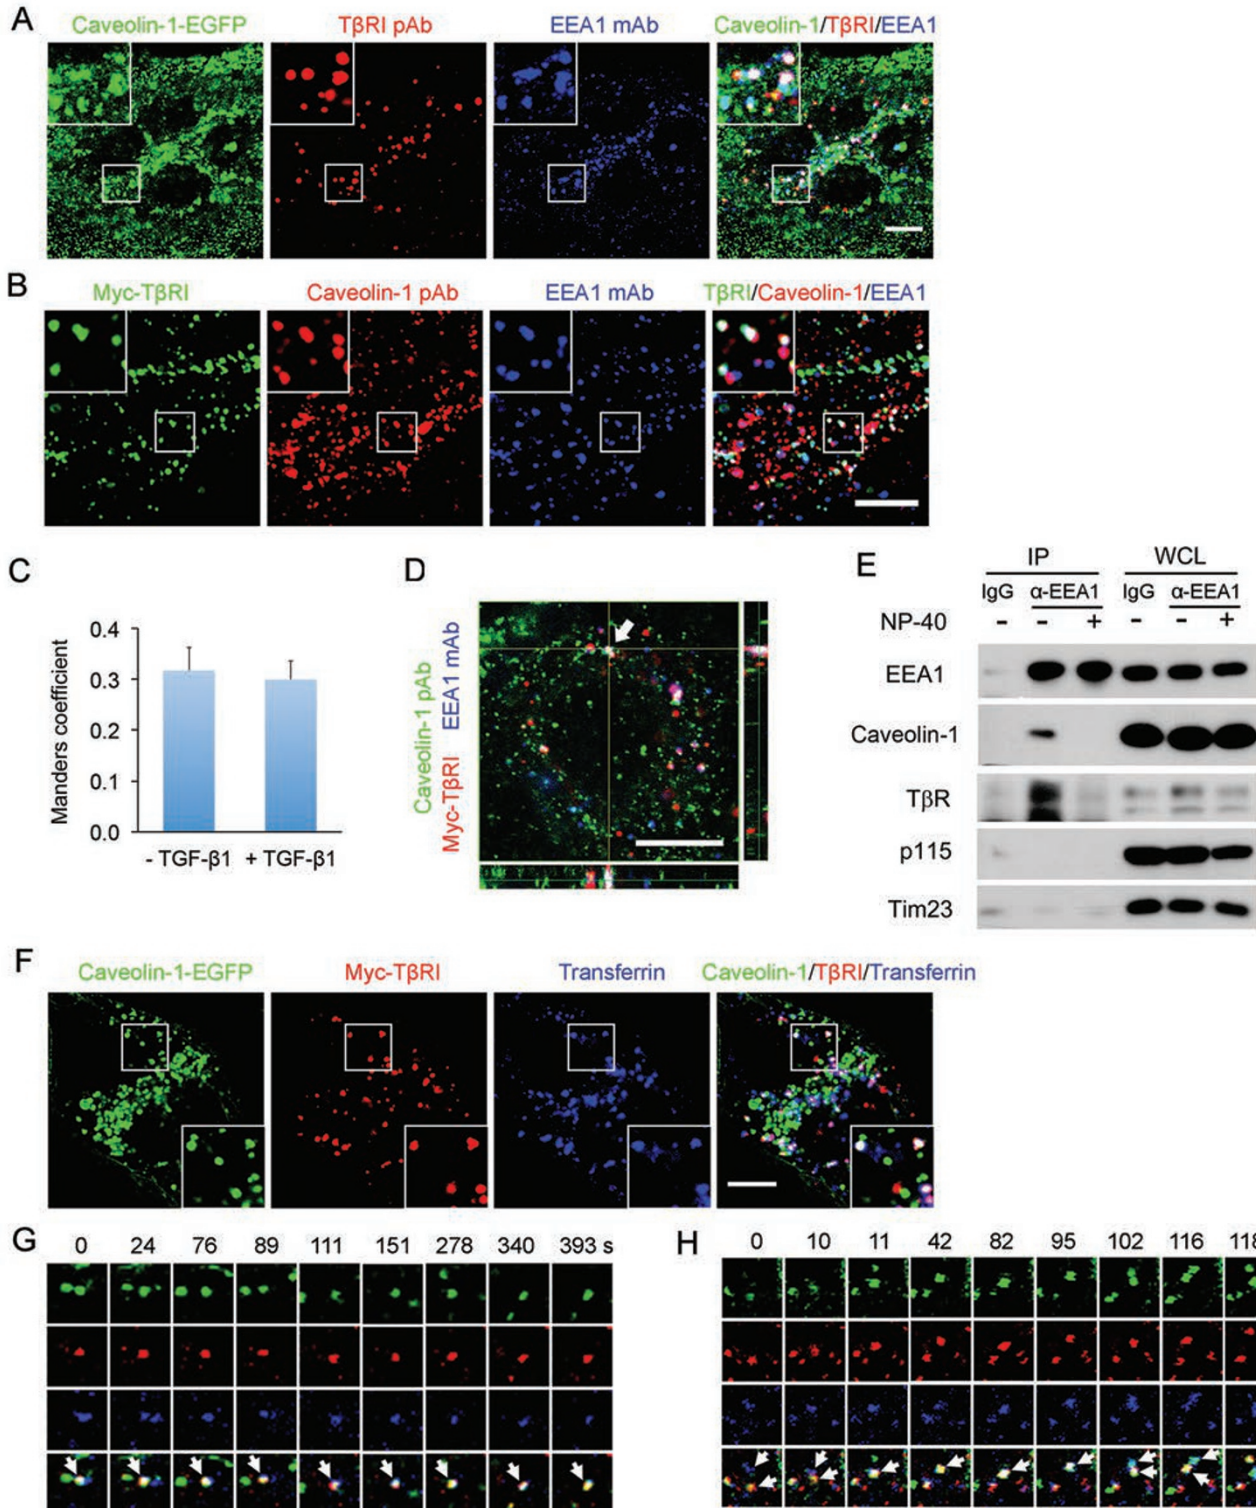 A
Caveolin-1-EGFP TβRI pAb EEA1 mAb Caveolin-1/TβRI/EEA1
B
Myc-TβRI Caveolin-1 pAb EEA1 mAb TβRI/Caveolin-1/EEA1
C
Manders coefficient
0.4
0.3
0.2
0.1
0.0
- TGF-β1 + TGF-β1
D
Caveolin-1 pAb
Myc-TβRI EEA1 mAb
E
IP WCL
IgG α-EEA1 IgG α-EEA1
NP-40 - - + - - +
EEA1
Caveolin-1
TβR
p115
Tim23
F
Caveolin-1-EGFP Myc-TβRI Transferrin Caveolin-1/TβRI/Transferrin
G
0 24 76 89 111 151 278 340 393 s
H
0 10 11 42 82 95 102 116 118